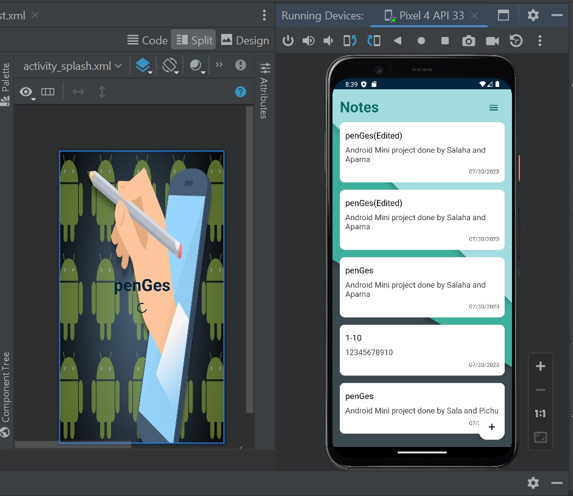 st.xml
Code
Split
Design
activity_splash.xml
Palette
Attributes
Component Tree
penGes
Running Devices:
Pixel 4 API 33
8:39
Notes
penGes(Edited)
Android Mini project done by Salaha and
Aparna
07/30/2023
penGes(Edited)
Android Mini project done by Salaha and
Aparna
07/30/2023
penGes
Android Mini project done by Salaha and
Aparna
07/30/2023
1-10
12345678910
07/30/2023
penGes
Android Mini project done by Sala and Pichu
07/
1:1